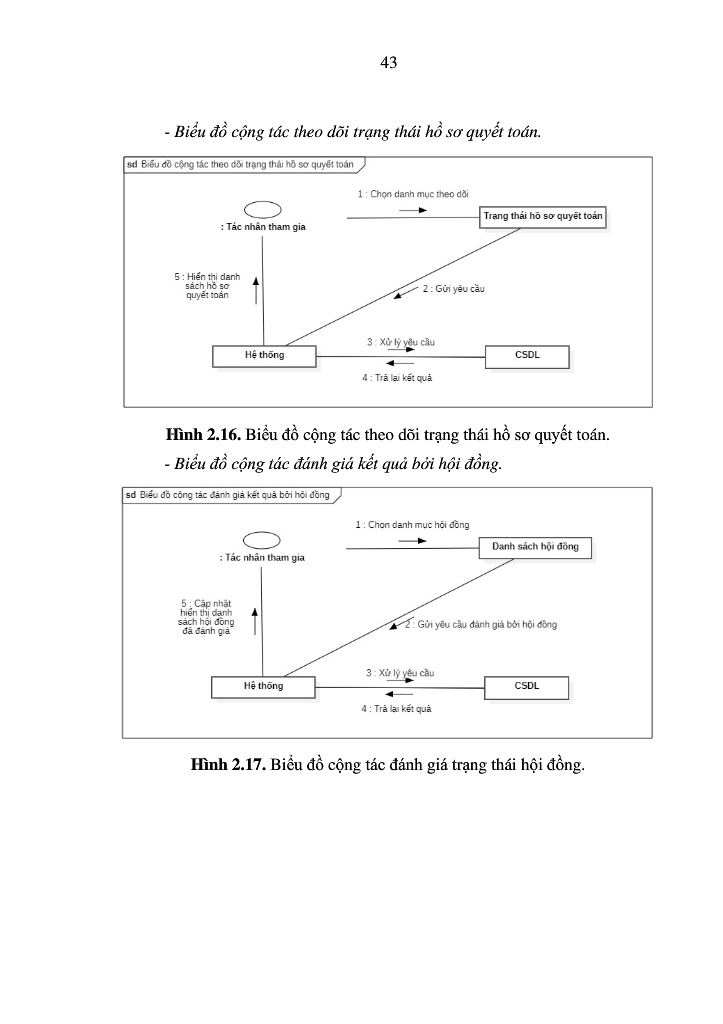 43
- Biểu đồ cộng tác theo dõi trạng thái hồ sơ quyết toán.
sd Biểu đồ cộng tác theo dõi trạng thái hồ sơ quyết toán
1 : Chọn danh mục theo dõi
: Tác nhân tham gia
Trạng thái hồ sơ quyết toán
5 : Hiển thị danh
sách hồ sơ
quyết toán
2 : Gửi yêu cầu
3 : Xử lý yêu cầu
Hệ thống
CSDL
4 : Trả lại kết quả
Hình 2.16. Biểu đồ cộng tác theo dõi trạng thái hồ sơ quyết toán.
- Biểu đồ cộng tác đánh giá kết quả bởi hội đồng.
sd Biểu đồ công tác đánh giá kết quả bởi hội đồng
1 : Chọn danh mục hội đồng
: Tác nhân tham gia
Danh sách hội đồng
5 : Cập nhật
hiển thị danh
sách hội đồng
đã đánh giá
2 : Gửi yêu cầu đánh giá bởi hội đồng
3 : Xử lý yêu cầu
Hệ thống
CSDL
4 : Trả lại kết quả
Hình 2.17. Biểu đồ cộng tác đánh giá trạng thái hội đồng.